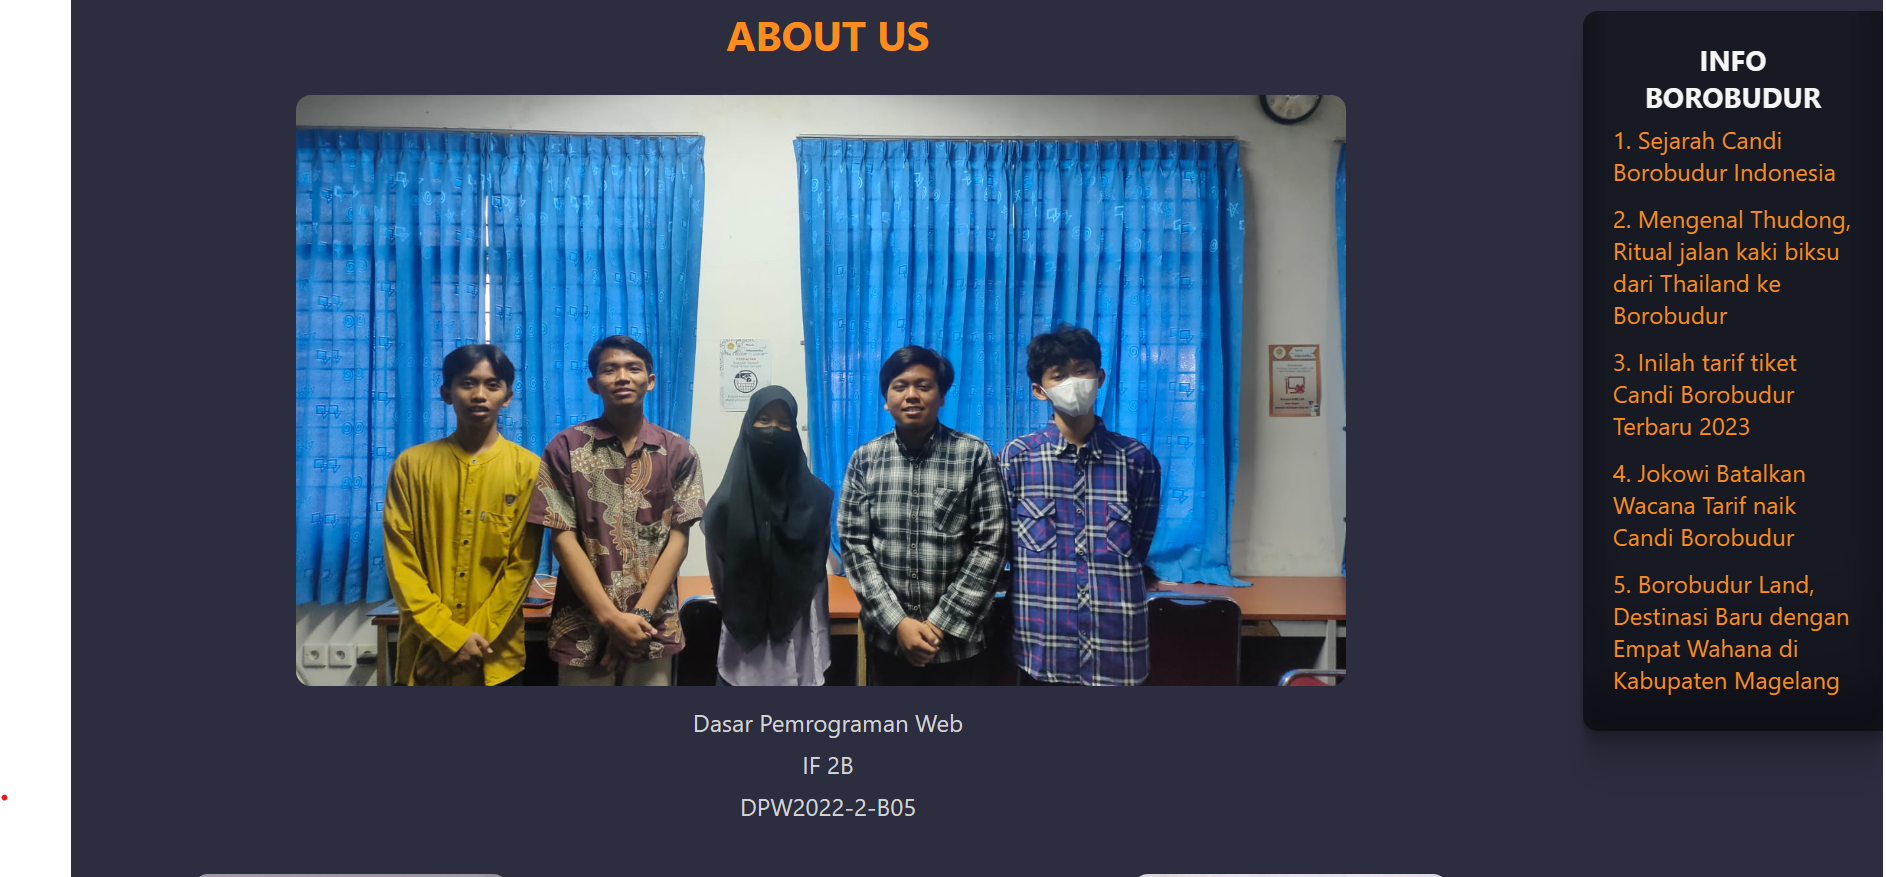 ABOUT US
Dasar Pemrograman Web
IF 2B
DPW2022-2-B05
INFO
BOROBUDUR
1. Sejarah Candi
Borobudur Indonesia
2. Mengenal Thudong,
Ritual jalan kaki biksu
dari Thailand ke
Borobudur
3. Inilah tarif tiket
Candi Borobudur
Terbaru 2023
4. Jokowi Batalkan
Wacana Tarif naik
Candi Borobudur
5. Borobudur Land,
Destinasi Baru dengan
Empat Wahana di
Kabupaten Magelang